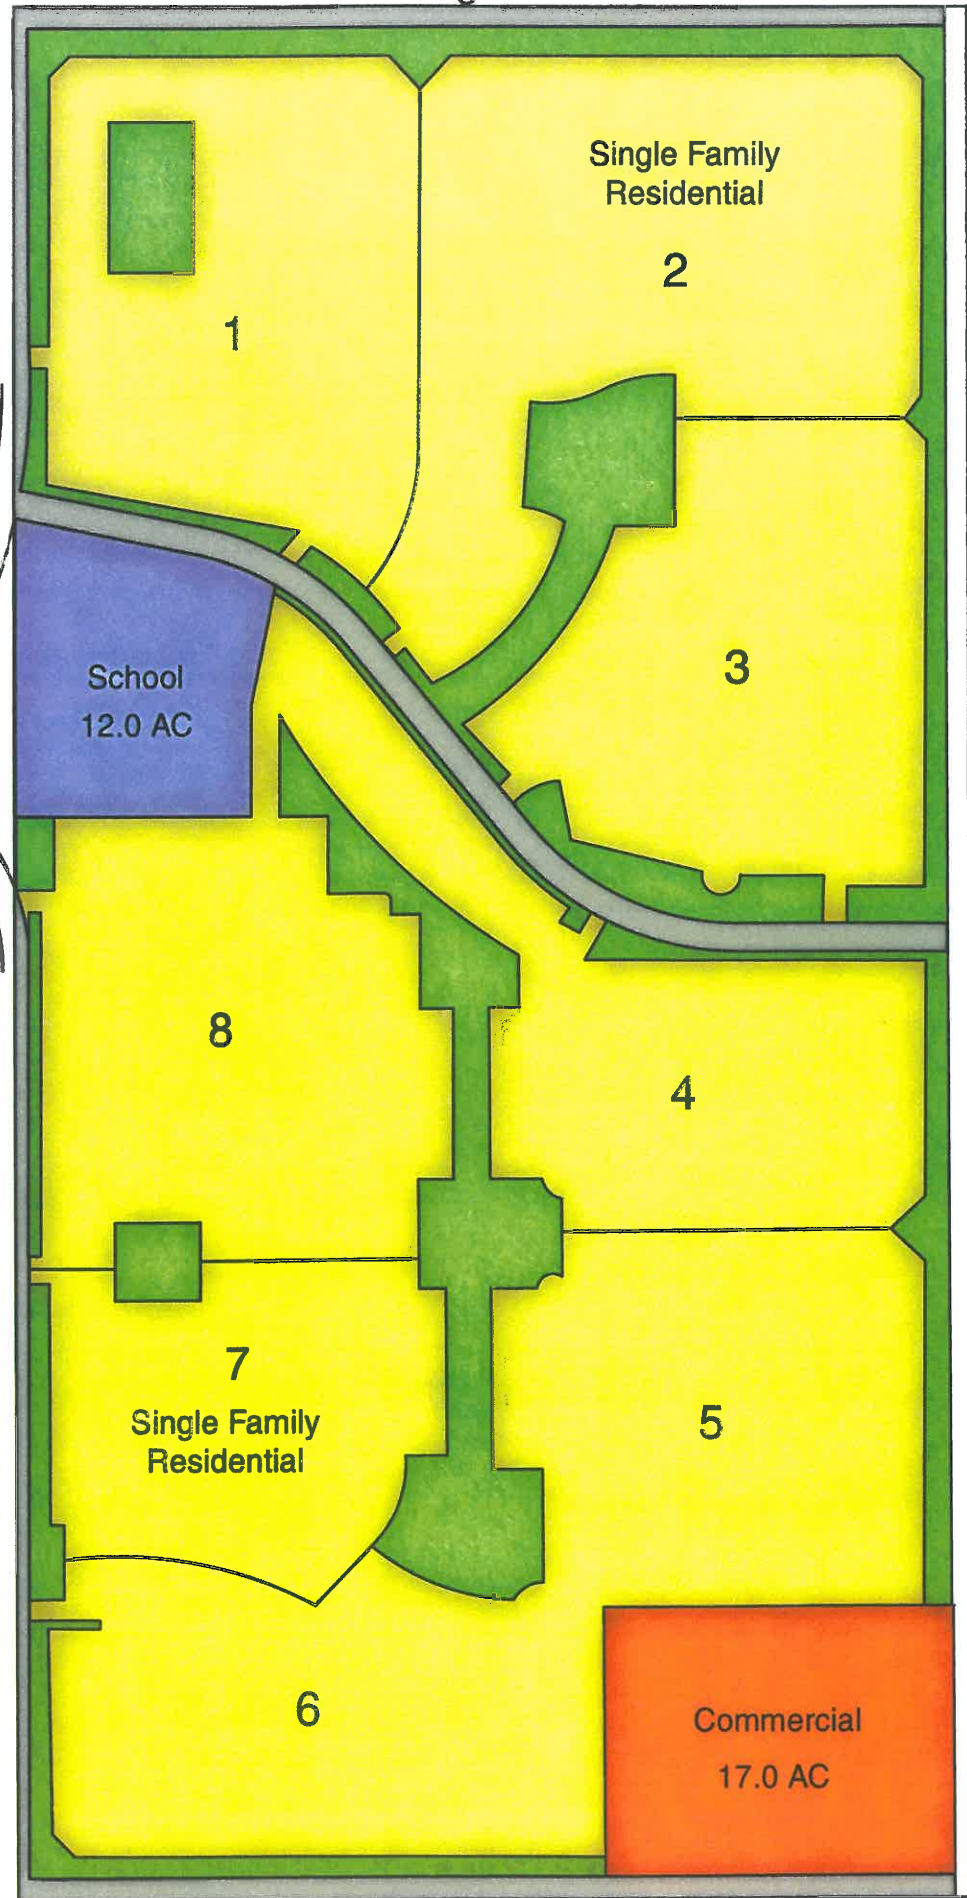 Single Family
Residential
2
1
3
School
12.0 AC
8
4
7
Single Family
Residential
5
6
Commercial
17.0 AC